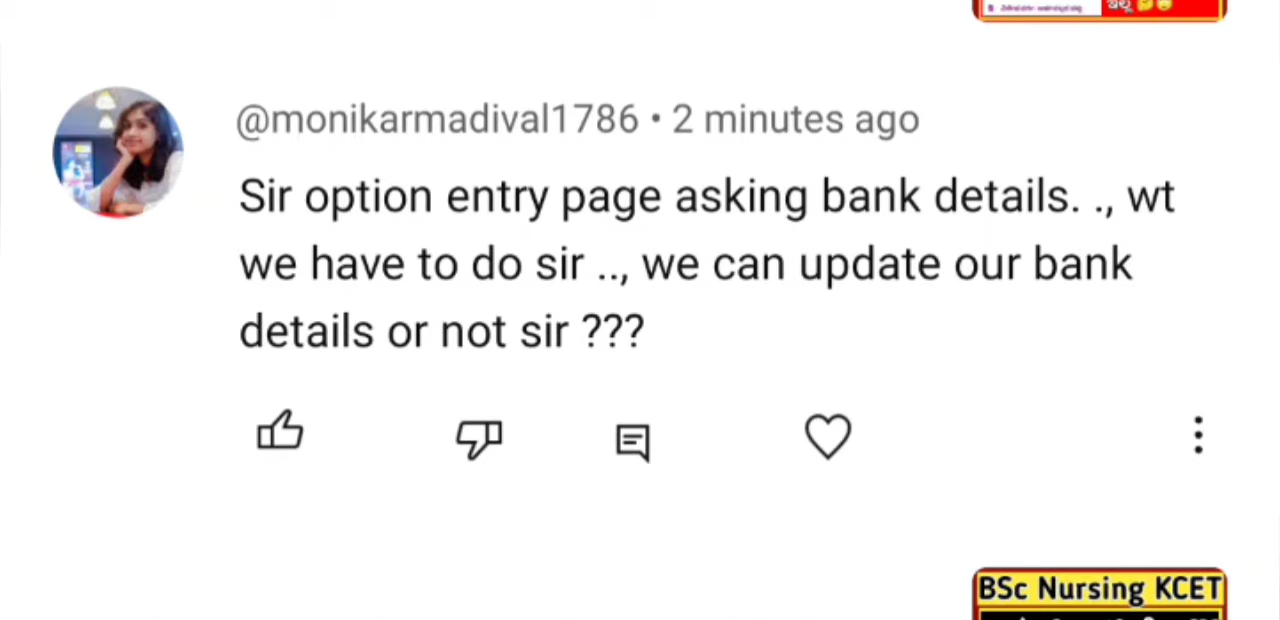 @monikarmadival1786 • 2 minutes ago
Sir option entry page asking bank details. ., wt
we have to do sir .., we can update our bank
details or not sir ???
BSc Nursing KCET